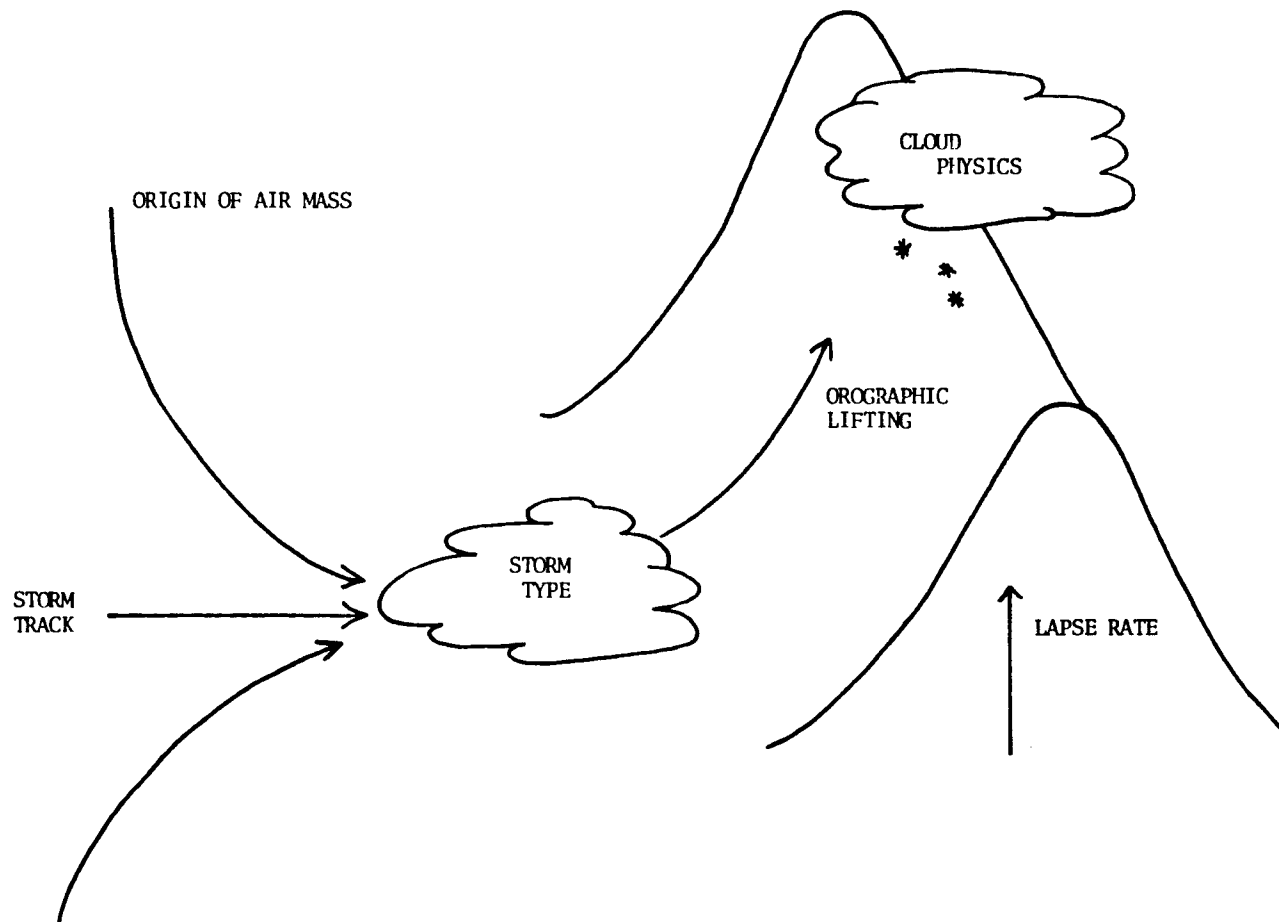 CLOUD
PHYSICS
ORIGIN OF AIR MASS
OROGRAPHIC
LIFTING
STORM
TYPE
STORM
TRACK
LAPSE RATE